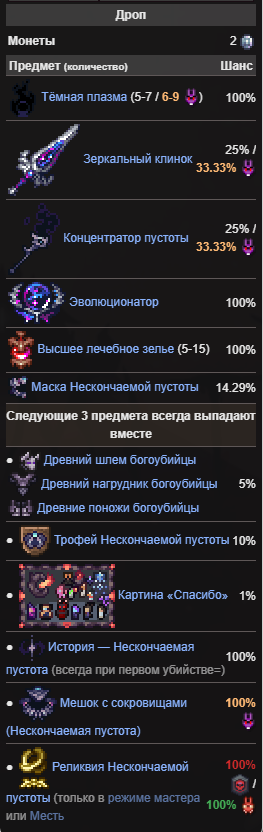 Дроп
Монеты 2
Предмет (количество) Шанс
Тёмная плазма (5-7 / 6-9 ) 100%
Зеркальный клинок 25% / 33.33%
Концентратор пустоты 25% / 33.33%
Эволюционатор 100%
Высшее лечебное зелье (5-15) 100%
Маска Нескончаемой пустоты 14.29%
Следующие 3 предмета всегда выпадают
вместе
• Древний шлем богоубийцы
Древний нагрудник богоубийцы 5%
Древние поножи богоубийцы
• Трофей Нескончаемой пустоты 10%
• Картина «Спасибо» 1%
• История — Нескончаемая
пустота (всегда при первом убийстве=) 100%
• Мешок с сокровищами 100%
(Нескончаемая пустота)
• Реликвия Нескончаемой 100%
/
пустоты (только в режиме мастера 100%
или Месть